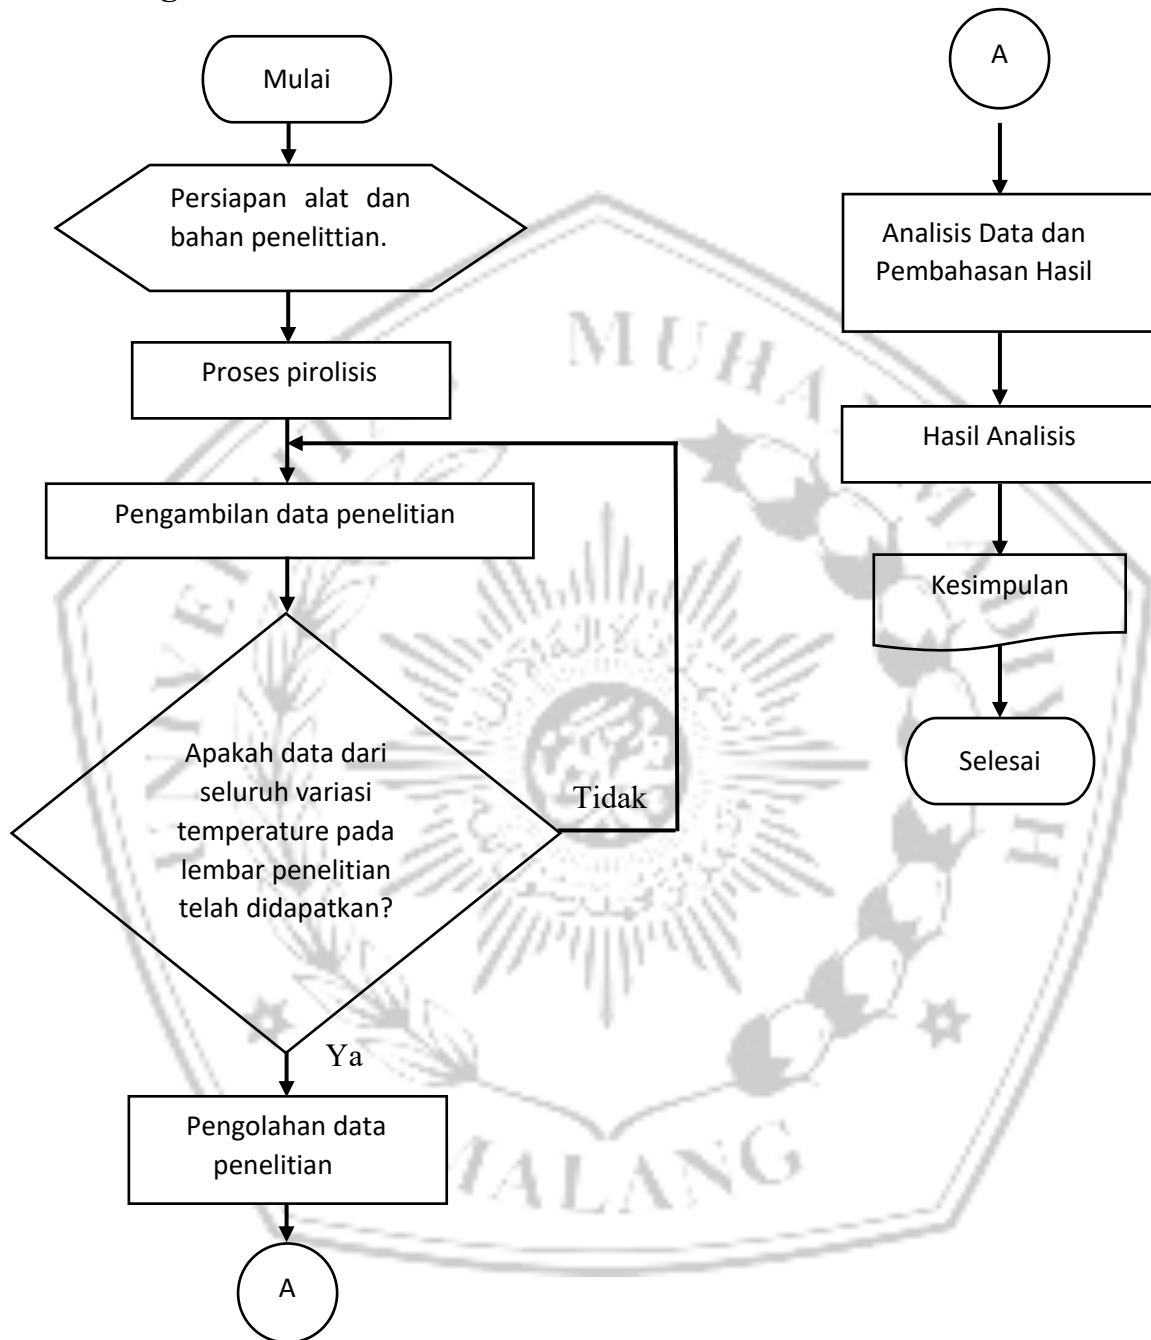 Mulai
Persiapan alat dan
bahan penelittian.
Proses pirolisis
Pengambilan data penelitian
Apakah data dari
seluruh variasi
temperature pada
lembar penelitian
telah didapatkan?
Tidak
Ya
Pengolahan data
penelitian
A
A
Analisis Data dan
Pembahasan Hasil
Hasil Analisis
Kesimpulan
Selesai
MALANG